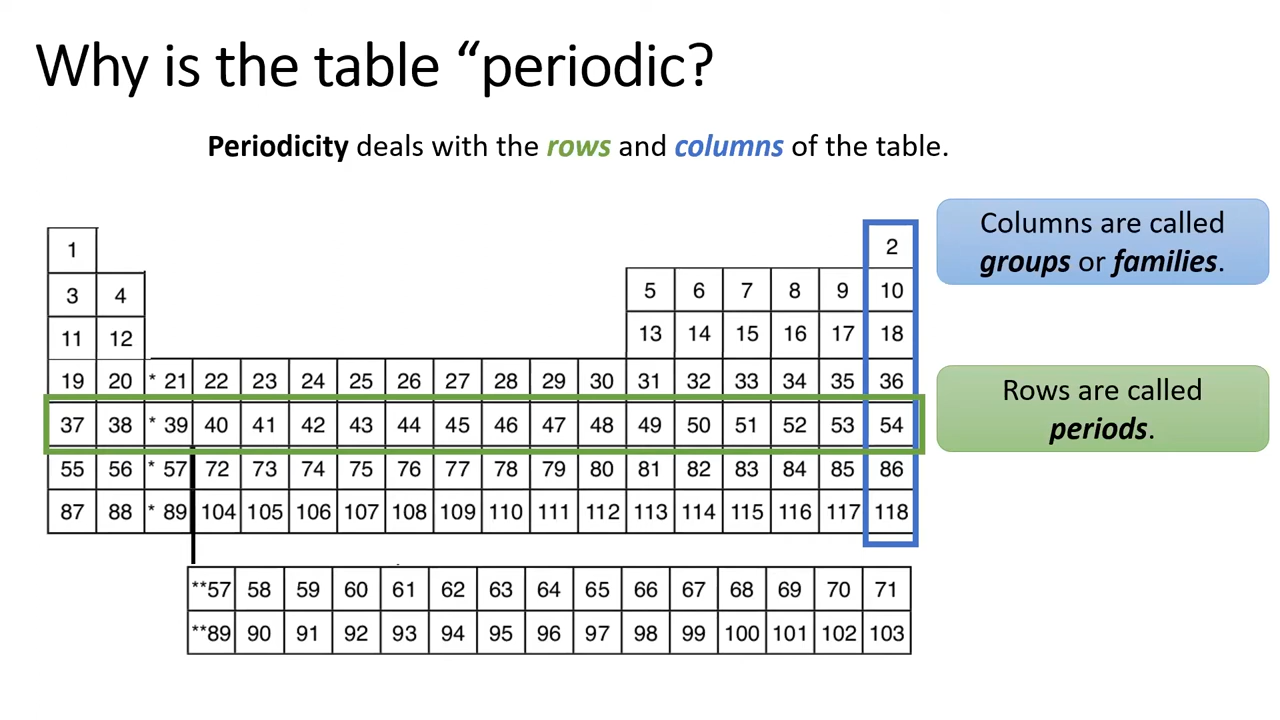 Why is the table “periodic?
Periodicity deals with the rows and columns of the table.
Columns are called
groups or families.
Rows are called
periods.
1 2
3 4 5 6 7 8 9 10
11 12 13 14 15 16 17 18
19 20 * 21 22 23 24 25 26 27 28 29 30 31 32 33 34 35 36
37 38 * 39 40 41 42 43 44 45 46 47 48 49 50 51 52 53 54
55 56 * 57 72 73 74 75 76 77 78 79 80 81 82 83 84 85 86
87 88 * 89 104 105 106 107 108 109 110 111 112 113 114 115 116 117 118
**57 58 59 60 61 62 63 64 65 66 67 68 69 70 71
**89 90 91 92 93 94 95 96 97 98 99 100 101 102 103